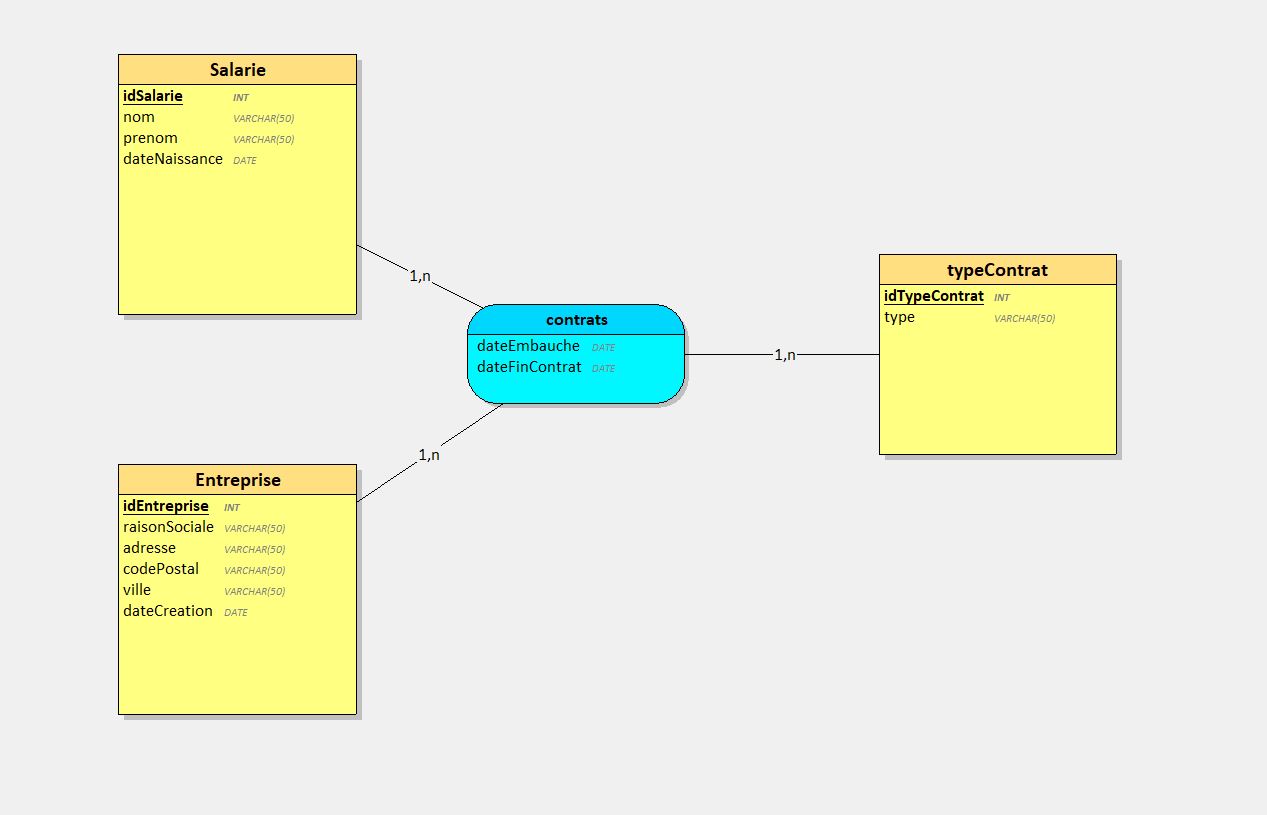 Salarie
idSalarie INT
nom VARCHAR(50)
prenom VARCHAR(50)
dateNaissance DATE
1,n
contrats
dateEmbauche DATE
dateFinContrat DATE
1,n
typeContrat
idTypeContrat INT
type VARCHAR(50)
1,n
Entreprise
idEntreprise INT
raisonSociale VARCHAR(50)
adresse VARCHAR(50)
codePostal VARCHAR(50)
ville VARCHAR(50)
dateCreation DATE